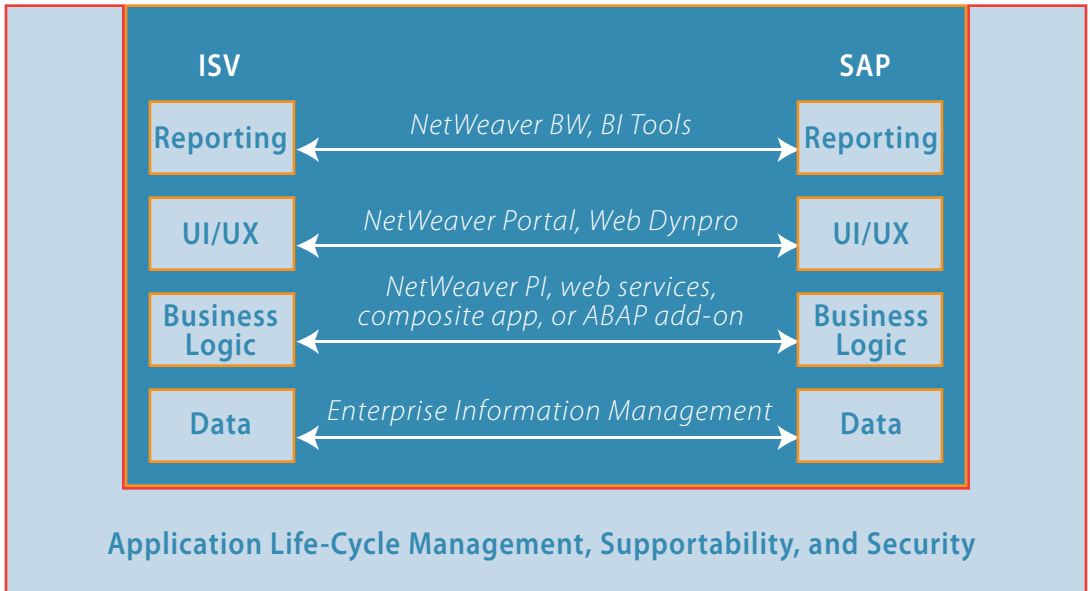 ISV
SAP
Reporting
NetWeaver BW, BI Tools
Reporting
UI/UX
NetWeaver Portal, Web Dynpro
UI/UX
Business
Logic
NetWeaver PI, web services,
composite app, or ABAP add-on
Business
Logic
Data
Enterprise Information Management
Data
Application Life-Cycle Management, Supportability, and Security